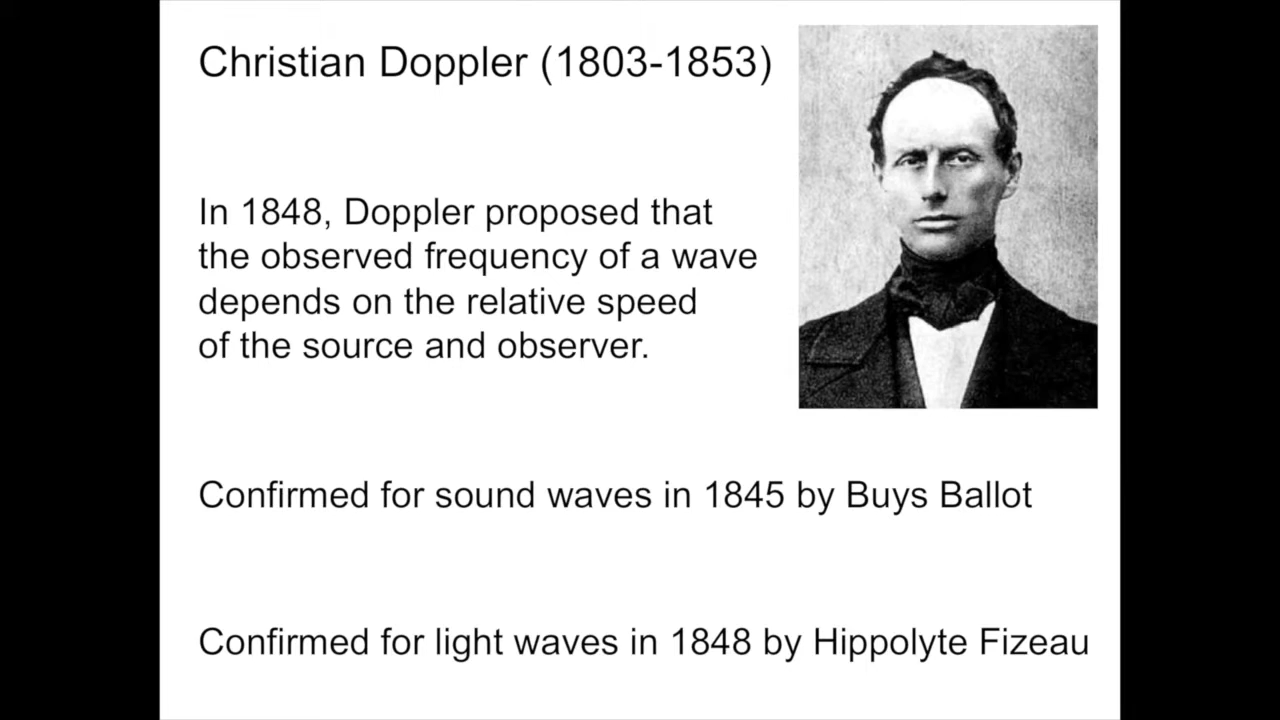 Christian Doppler (1803-1853)
In 1848, Doppler proposed that
the observed frequency of a wave
depends on the relative speed
of the source and observer.
Confirmed for sound waves in 1845 by Buys Ballot
Confirmed for light waves in 1848 by Hippolyte Fizeau